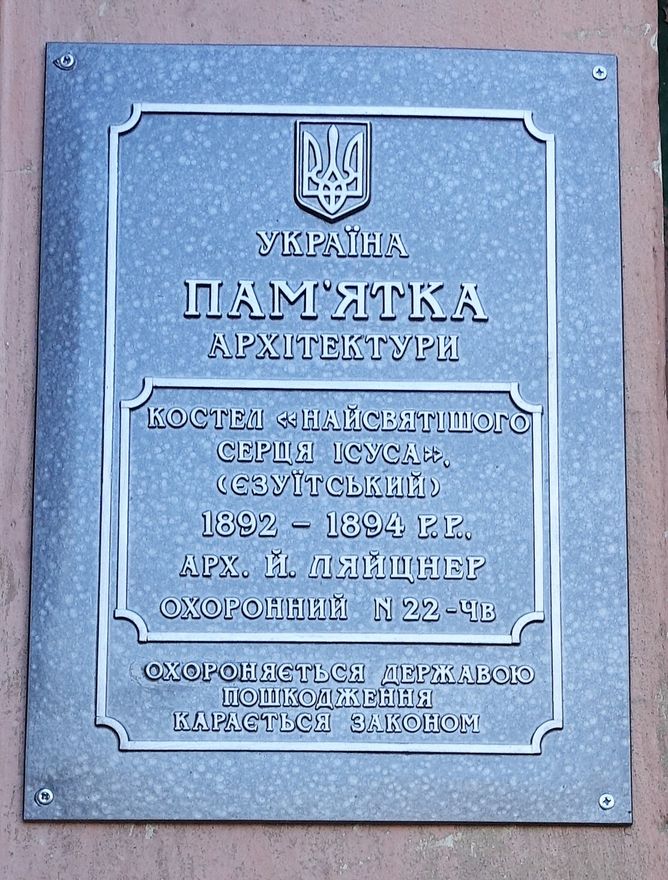 УКРАЇНА
ПАМ'ЯТКА
АРХІТЕКТУРИ
КОСТЕЛ «НАЙСВЯТІШОГО
СЕРЦЯ ІСУСА»,
(ЄЗУЇТСЬКИЙ)
1892 – 1894 Р.Р.,
АРХ. Й. ЛЯЙЦНЕР
ОХОРОННИЙ N 22-ЧВ
ОХОРОНЯЄТЬСЯ ДЕРЖАВОЮ
ПОШКОДЖЕННЯ
КАРАЄТЬСЯ ЗАКОНОМ